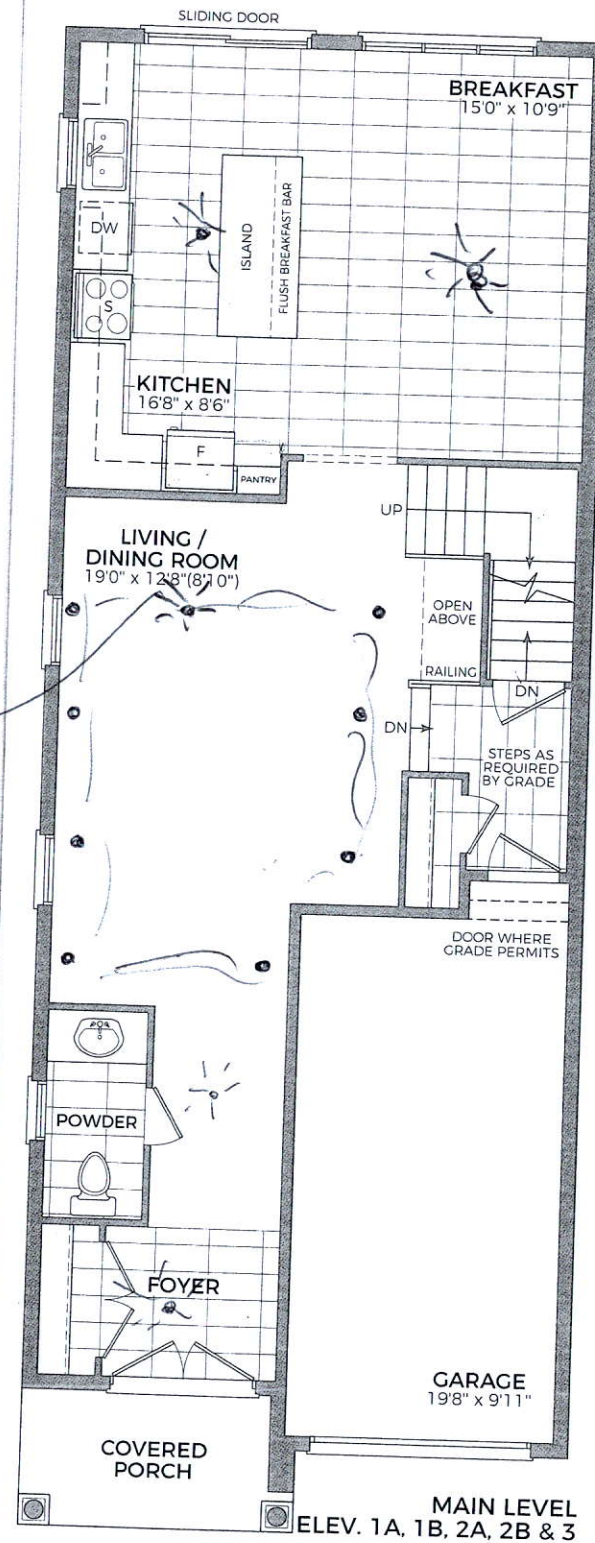 SLIDING DOOR
BREAKFAST
15'0" x 10'9"
DW
ISLAND
FLUSH BREAKFAST BAR
S
KITCHEN
16'8" x 8'6"
F
PANTRY
UP
LIVING /
DINING ROOM
19'0" x 12'8"(8'10")
OPEN
ABOVE
RAILING
DN
DN
STEPS AS
REQUIRED
BY GRADE
DOOR WHERE
GRADE PERMITS
POWDER
FOYER
GARAGE
19'8" x 9'11"
COVERED
PORCH
MAIN LEVEL
ELEV. 1A, 1B, 2A, 2B & 3